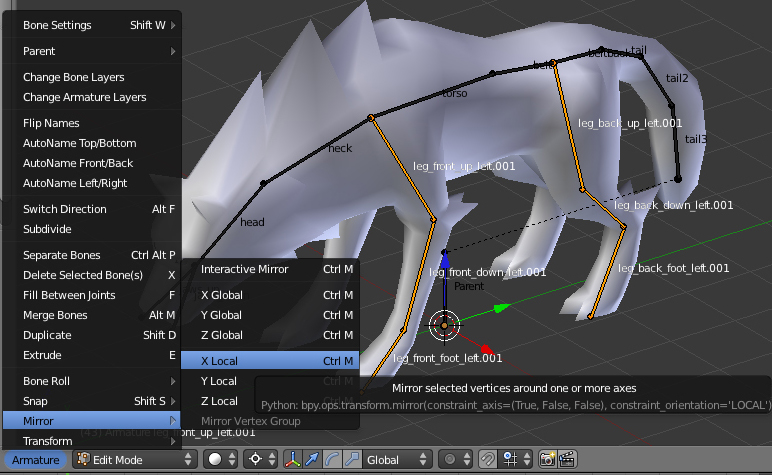 Bone Settings Shift W
Parent
Change Bone Layers
Change Armature Layers
Flip Names
AutoName Top/Bottom
AutoName Front/Back
AutoName Left/Right
Switch Direction Alt F
Subdivide
Separate Bones Ctrl Alt P
Delete Selected Bone(s) X
Fill Between Joints F
Merge Bones Alt M
Duplicate Shift D
Extrude E
Bone Roll
Snap Shift S
Mirror
Transform
Interactive Mirror Ctrl M
X Global Ctrl M
Y Global Ctrl M
Z Global Ctrl M
X Local Ctrl M
Y Local
Z Local
Mirror Vertex Group
Mirror selected vertices around one or more axes
Python: bpy.ops.transform.mirror(constraint_axis=(True, False, False), constraint_orientation='LOCAL')
head
neck
torso
tail
tail2
tail3
leg_front_up_left.001
leg_back_up_left.001
leg_back_down_left.001
leg_front_down_left.001
leg_back_foot_left.001
Parent
leg_front_foot_left.001
(43) Armature leg_front_up_left.001
Armature Edit Mode Global